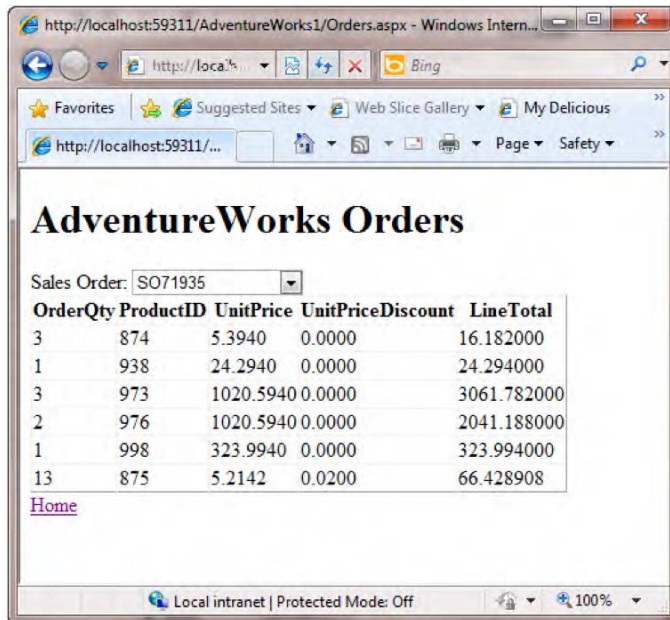 http://localhost:59311/AdventureWorks1/Orders.aspx - Windows Intern...
http://local Bing
Favorites Suggested Sites Web Slice Gallery My Delicious
http://localhost:59311/... Page Safety
AdventureWorks Orders
Sales Order: SO71935
OrderQty ProductID UnitPrice UnitPriceDiscount LineTotal
3 874 5.3940 0.0000 16.182000
1 938 24.2940 0.0000 24.294000
3 973 1020.5940 0.0000 3061.782000
2 976 1020.5940 0.0000 2041.188000
1 998 323.9940 0.0000 323.994000
13 875 5.2142 0.0200 66.428908
Home
Local intranet | Protected Mode: Off 100%